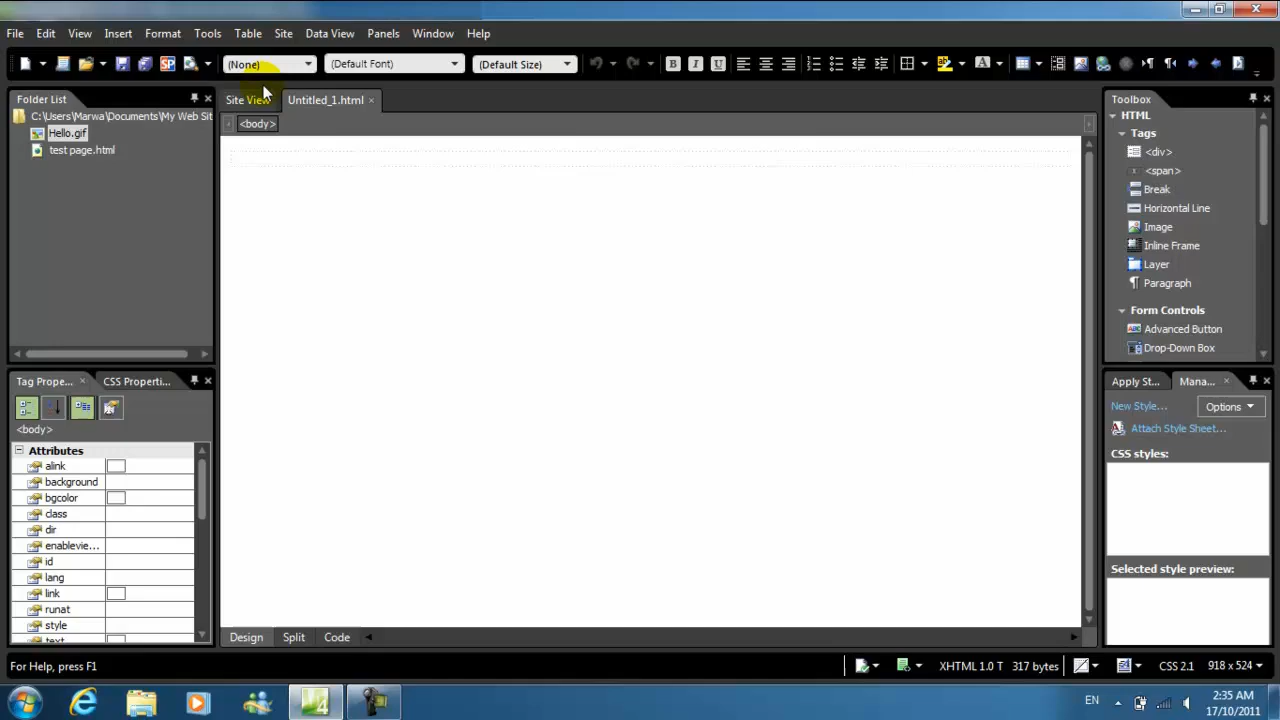 File Edit View Insert Format Tools Table Site Data View Panels Window Help
(None) (Default Font) (Default Size) B I U A
Folder List
C:\Users\Marwa\Documents\My Web Sit
Hello.gif
test page.html
Site View Untitled_1.html
<body>
Toolbox
HTML
Tags
<div>
<span>
Break
Horizontal Line
Image
Inline Frame
Layer
Paragraph
Form Controls
Advanced Button
Drop-Down Box
Tag Prope... CSS Properti...
<body>
Attributes
alink
background
bgcolor
class
dir
enablevie...
id
lang
link
runat
style
text
Apply St... Mana...
New Style... Options
Attach Style Sheet...
CSS styles:
Selected style preview:
Design Split Code
For Help, press F1
XHTML 1.0 T 317 bytes CSS 2.1 918 x 524
EN 2:35 AM
17/10/2011